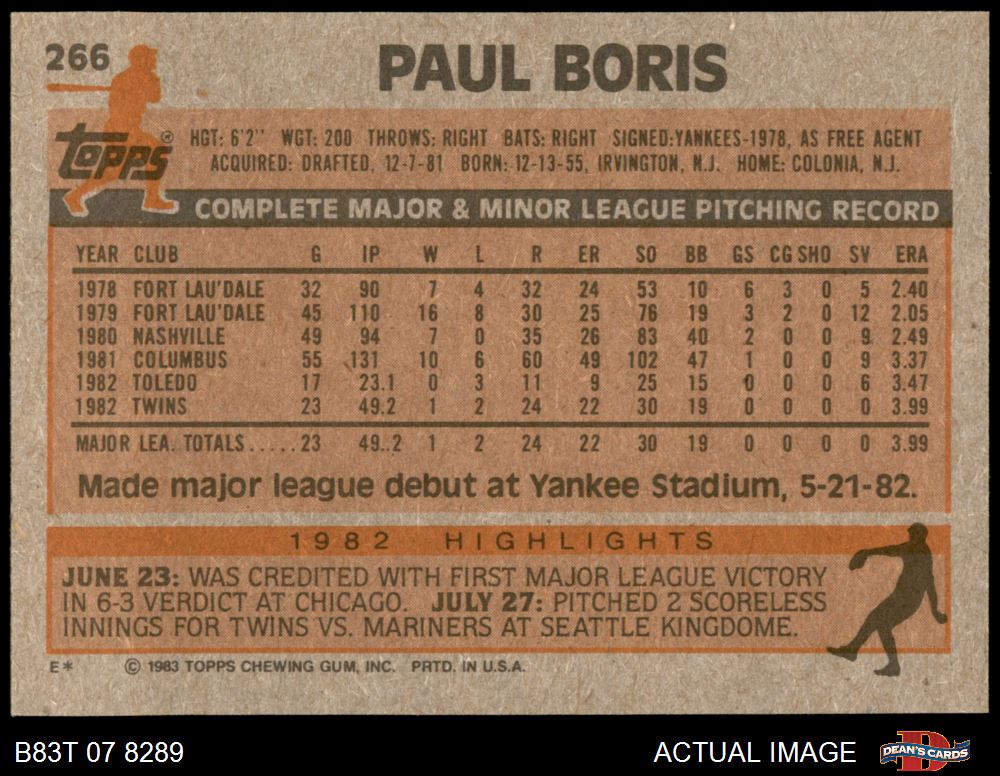 266
PAUL BORIS
Topps®
HGT: 6'2" WGT: 200 THROWS: RIGHT BATS: RIGHT SIGNED:YANKEES-1978, AS FREE AGENT
ACQUIRED: DRAFTED, 12-7-81 BORN: 12-13-55, IRVINGTON, N.J. HOME: COLONIA, N.J.
COMPLETE MAJOR & MINOR LEAGUE PITCHING RECORD
YEAR CLUB G IP W L R ER SO BB GS CG SHO SV ERA
1978 FORT LAU'DALE 32 90 7 4 32 24 53 10 6 3 0 5 2.40
1979 FORT LAU'DALE 45 110 16 8 30 25 76 19 3 2 0 12 2.05
1980 NASHVILLE 49 94 7 0 35 26 83 40 2 0 0 9 2.49
1981 COLUMBUS 55 131 10 6 60 49 102 47 1 0 0 9 3.37
1982 TOLEDO 17 23.1 0 3 11 9 25 15 0 0 0 6 3.47
1982 TWINS 23 49.2 1 2 24 22 30 19 0 0 0 0 3.99
MAJOR LEA. TOTALS.....23 49.2 1 2 24 22 30 19 0 0 0 0 3.99
Made major league debut at Yankee Stadium, 5-21-82.
1982 HIGHLIGHTS
JUNE 23: WAS CREDITED WITH FIRST MAJOR LEAGUE VICTORY
IN 6-3 VERDICT AT CHICAGO. JULY 27: PITCHED 2 SCORELESS
INNINGS FOR TWINS VS. MARINERS AT SEATTLE KINGDOME.
E* © 1983 TOPPS CHEWING GUM, INC. PRTD. IN U.S.A.
B83T 07 8289 ACTUAL IMAGE DEAN'S CARDS